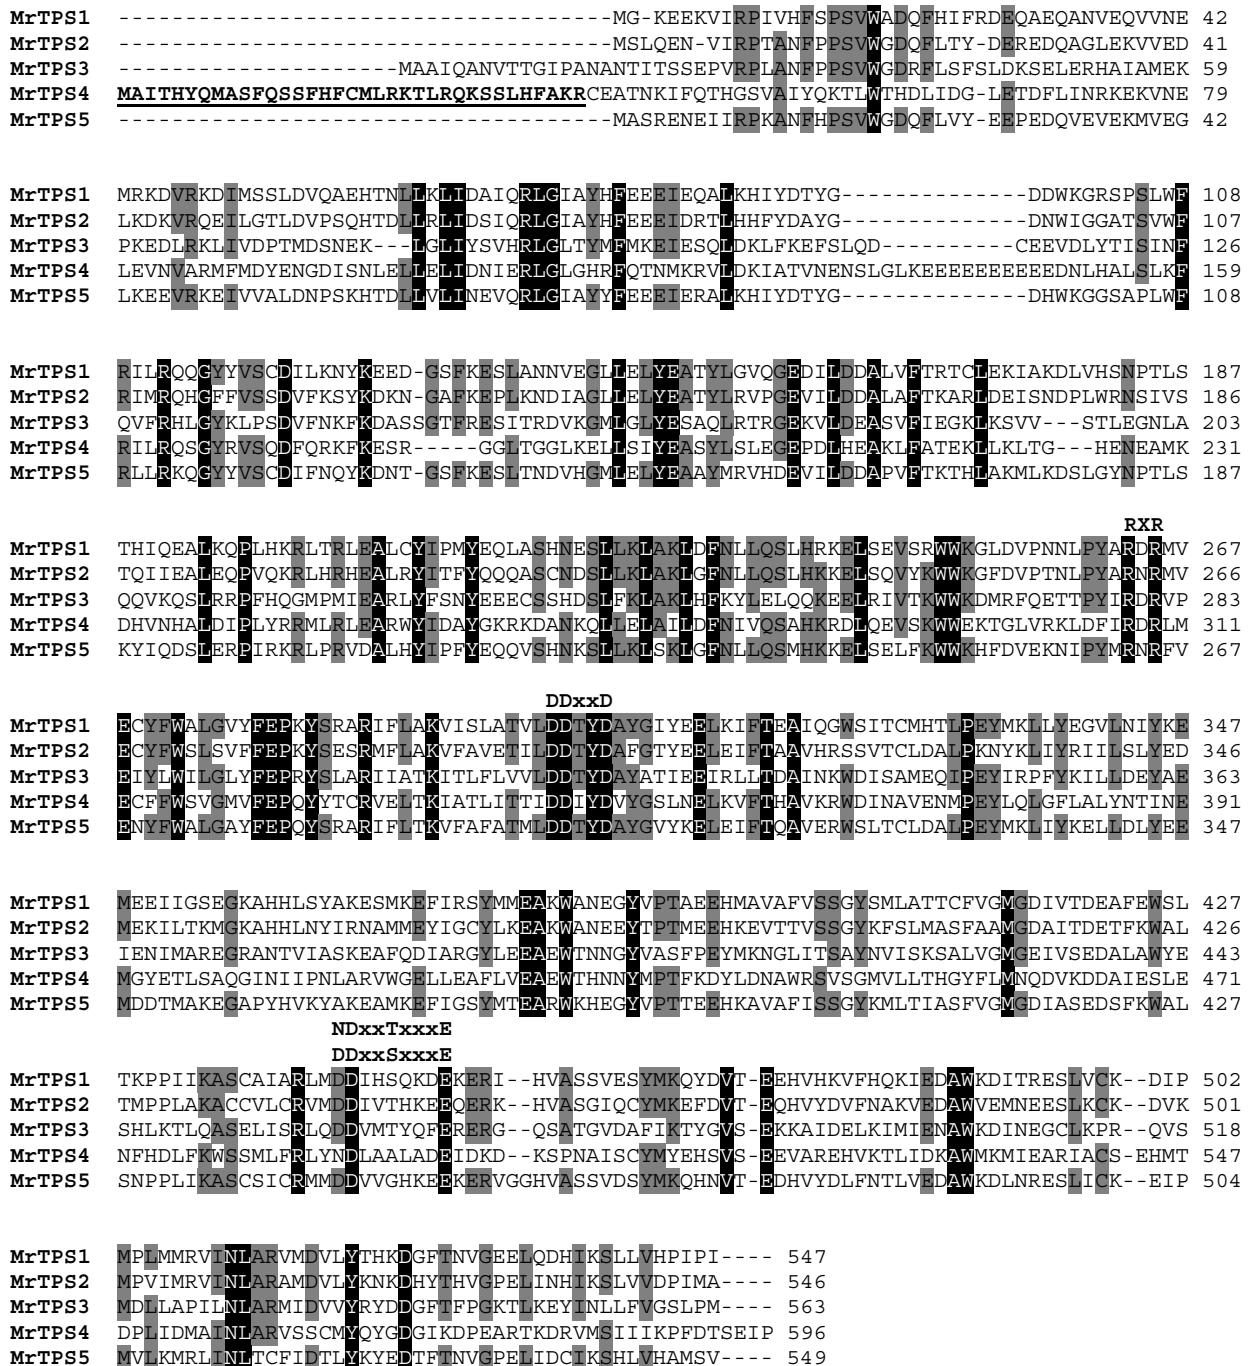 MrTPS1 -------------------------------MG-KEEKVIRPIVHFSPSVWADQFHIFRDEQAEQANVEQVVNE 42
MrTPS2 -------------------------------MSLQEN-VIRPTANFPPSVWGDQFLTY-DEREDQAGLEKVVED 41
MrTPS3 ------------------MAAIQANVTTGIPANANTITSSEPVRPLANFPPSVWGDRFLSFSLDKSELERHAIAMEK 59
MrTPS4 MAITHYQMASFQSSFHFCMLRKTLRQKSSLHFAKRCEATNKIFQTHGSVAIYQKTLWTHDLIDG-LETDFLINRKEKVNE 79
MrTPS5 -------------------------------MASRENEIIRPKANFHPSVWGDQFLVY-EEPEDQVEVEKMVEG 42
MrTPS1 MRKDVRKDIMSSLDVQAEHTNLLKLIDAIQRLGIAYHFEEEIEQALKHIYDTYG--------------DDWKGRSPSLWF 108
MrTPS2 LKDKVRQEILGTLDVPSQHTDLLRLIDSIQRLGIAYHFEEEIDRTLHHFYDAYG--------------DNWIGGATSVWF 107
MrTPS3 PKEDLRKLIVDPTMDSNEK---LGLIYSVHRLGLTYMFMKEIESQLDKLFKEFSLQD----------CEEVDLYTISINF 126
MrTPS4 LEVNVARMFMDYENGDISNLELLELIDNIERLGLGHRFQTNMKRVLDKIATVNENSLGLKEEEEEEEEEEDNLHALSLKF 159
MrTPS5 LKEEVRKEIVVALDNPSKHTDLLVLINEVQRLGIAYYFEEEIERALKHIYDTYG--------------DHWKGGSAPLWF 108
MrTPS1 RILRQQGYYVSCDILKNYKEED-GSFKESLANNVEGLLELYEATYLGVQGEDILDDALVFTRTCLEKIAKDLVHSNPTLS 187
MrTPS2 RIMRQHGFFVSSDVFKSYKDKN-GAFKEPLKNDIAGLLELYEATYLRVPGEVILDDALAFTKARLDEISNDPLWRNSIVS 186
MrTPS3 QVFRHLGYKLPSDVFNKFKDASSGTFRESITRDVKGMLGLYESAQLRTRGEKVLDEASVFIEGKLKSVV---STLEGNLA 203
MrTPS4 RILRQSGYRVSQDFQRKFKESR-----GGLTGGLKELLSIYEASYLSLEGEPDLHEAKLFATEKLLKLTG---HENEAMK 231
MrTPS5 RLLRKQGYYVSCDIFNQYKDNT-GSFKESLTNDVHGMLELYEAAYMRVHDEVILDDAPVFTKTHLAKMLKDSLGYNPTLS 187
RXR
MrTPS1 THIQEALKQPLHKRLTRLEALCYIPMYEQLASHNESLLKLAKLDFNLLQSLHRKELSEVSRWWKGLDVPNNLPYARDRMV 267
MrTPS2 TQIIEALEQPVQKRLHRHEALRYITFYQQQASCNDSLLKLAKLGFNLLQSLHKKELSQVYKWWKGFDVPTNLPYARNRMV 266
MrTPS3 QQVKQSLRRPFHQGMPMIEARLYFSNYEEECSSHDSLFKLAKLHFKYLELQQKEELRIVTKWWKDMRFQETTPYIRDRVP 283
MrTPS4 DHVNHALDIPLYRRMLRLEARWYIDAYGKRKDANKQLLELAILDFNIVQSAHKRDLQEVSKWWEKTGLVRKLDFIRDRLM 311
MrTPS5 KYIQDSLERPIRKRLPRVDALHYIPFYEQQVSHNKSLLKLSKLGFNLLQSMHKKELSELFKWWKHFDVEKNIPYMRNRFV 267
DDxxD
MrTPS1 ECYFWALGVYFEPKYSRARIFLAKVISLATVLDDTYDAYGIYEELKIFTEAIQGWSITCMHTLPEYMKLLYEGVLNIYKE 347
MrTPS2 ECYFWSLSVFFEPKYSESRMFLAKVFAVETILDDTYDAFGTYEELEIFTAAVHRSSVTCLDALPKNYKLIYRIILSLYED 346
MrTPS3 EIYLWILGLYFEPRYSLARIIATKITLFLVVLDDTYDAYATIEEIRLLTDAINKWDISAMEQIPEYIRPFYKILLDEYAE 363
MrTPS4 ECFFWSVGMVFEPQYYTCRVELTKIATLITTIDDIYDVYGSLNELKVFTHAVKRWDINAVENMPEYLQLGFLALYNTINE 391
MrTPS5 ENYFWALGAYFEPQYSRARIFLTKVFAFATMLDDTYDAYGVYKELEIFTQAVERWSLTCLDALPEYMKLIYKELLDLYEE 347
MrTPS1 MEEIIGSEGKAHHLSYAKESMKEFIRSYMMEAKWANEGYVPTAEEHMAVAFVSSGYSMLATTCFVGMGDIVTDEAFEWSL 427
MrTPS2 MEKILTKMGKAHHLNYIRNAMMEYIGCYLKEAKWANEEYTPTMEEHKEVTTVSSGYKFSLMASFAAMGDAITDETFKWAL 426
MrTPS3 IENIMAREGRANTVIASKEAFQDIARGYLEEAEWTNNGYVASFPEYMKNGLITSAYNVISKSALVGMGEIVSEDALAWYE 443
MrTPS4 MGYETLSAQGINIIPNLARVWGELLEAFLVEAEWTHNNYMPTFKDYLDNAWRSVSGMVLLTHGYFLMNQDVKDDAIESLE 471
MrTPS5 MDDTMAKEGAPYHVKYAKEAMKEFIGSYMTEARWKHEGYVPTTEEHKAVAFISSGYKMLTIASFVGMGDIASEDSFKWAL 427
NDxxTxxxE
DDxxSxxxE
MrTPS1 TKPPIIKASCAIARLMDDIHSQKDEKERI--HVASSVESYMKQYDVT-EEHVHKVFHQKIEDAWKDITRESLVCK--DIP 502
MrTPS2 TMPPLAKACCVLCRVMDDIVTHKEEQERK--HVASGIQCYMKEFDVT-EQHVYDVFNAKVEDAWVEMNEESLKCK--DVK 501
MrTPS3 SHLKTLQASELISRLQDDVMTYQFERERG--QSATGVDAFIKTYGVS-EKKAIDELKIMIENAWKDINEGCLKPR--QVS 518
MrTPS4 NFHDLFKWSSMLFRLYNDLAALADEIDKD--KSPNAISCYMYEHSVS-EEVAREHVKTLIDKAWMKMIEARIACS-EHMT 547
MrTPS5 SNPPLIKASCSICRMMDDVVGHKEEKERVGGHVASSVDSYMKQHNVT-EDHVYDLFNTLVEDAWKDLNRESLICK--EIP 504
MrTPS1 MPLMMRVINLARVMDVLYTHKDGFTNVGEELQDHIKSLLVHPIPI---- 547
MrTPS2 MPVIMRVINLARAMDVLYKNKDHYTHVGPELINHIKSLVVDPIMA---- 546
MrTPS3 MDLLAPILNLARMIDVVYRYDDGFTFPGKTLKEYINLLFVGSLPM---- 563
MrTPS4 DPLIDMAINLARVSSCMYQYGDGIKDPEARTKDRVMSIIIKPFDTSEIP 596
MrTPS5 MVLKMRLINLTCFIDTLYKYEDTFTNVGPELIDCIKSHLVHAMSV---- 549